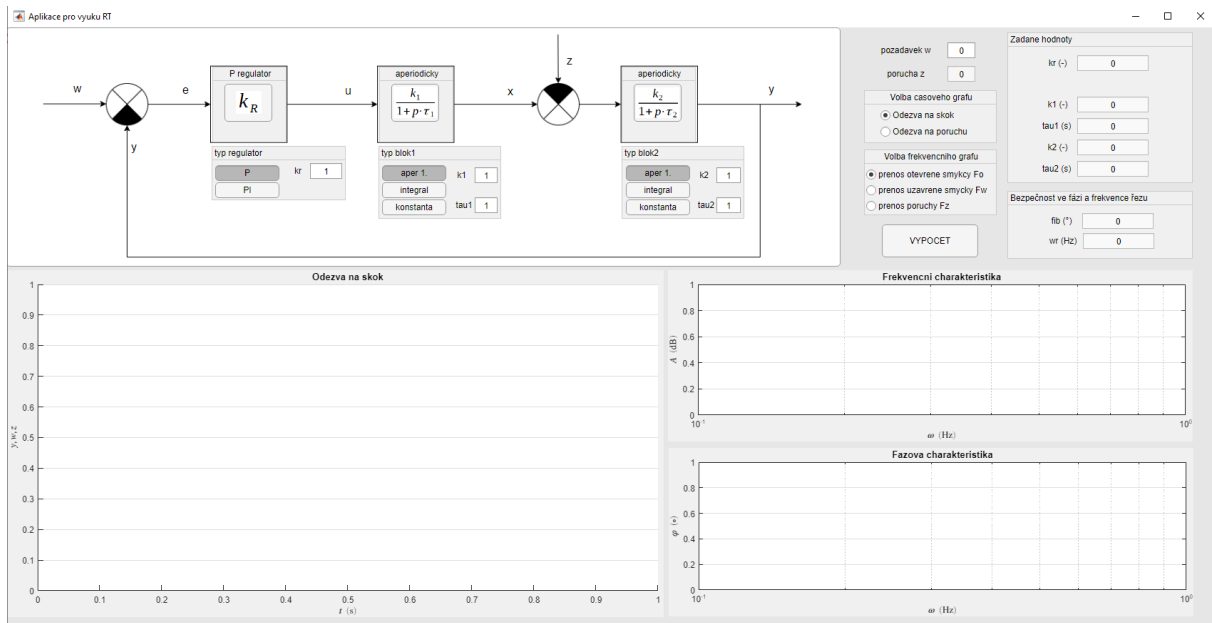 Aplikace pro vyuku RT
w
e
P regulator
k_R
u
aperiodicky
k_1
1+p·τ_1
x
z
aperiodicky
k_2
1+p·τ_2
y
y
typ regulator
P
PI
kr 1
typ blok1
aper 1.
integral
konstanta
k1 1
tau1 1
typ blok2
aper 1.
integral
konstanta
k2 1
tau2 1
pozadavek w 0
porucha z 0
Volba casoveho grafu
Odezva na skok
Odezva na poruchu
Volba frekvencniho grafu
prenos otevrene smykcy Fo
prenos uzavrene smycky Fw
prenos poruchy Fz
VYPOCET
Zadane hodnoty
kr (-) 0
k1 (-) 0
tau1 (s) 0
k2 (-) 0
tau2 (s) 0
Bezpečnost ve fázi a frekvence řezu
fib (°) 0
wr (Hz) 0
Odezva na skok
y, w, z
1
0.9
0.8
0.7
0.6
0.5
0.4
0.3
0.2
0.1
0
0 0.1 0.2 0.3 0.4 0.5 0.6 0.7 0.8 0.9 1
t (s)
Frekvencni charakteristika
A (dB)
1
0.8
0.6
0.4
0.2
0
10^-1 10^0
ω (Hz)
Fazova charakteristika
φ (°)
1
0.8
0.6
0.4
0.2
0
10^-1 10^0
ω (Hz)